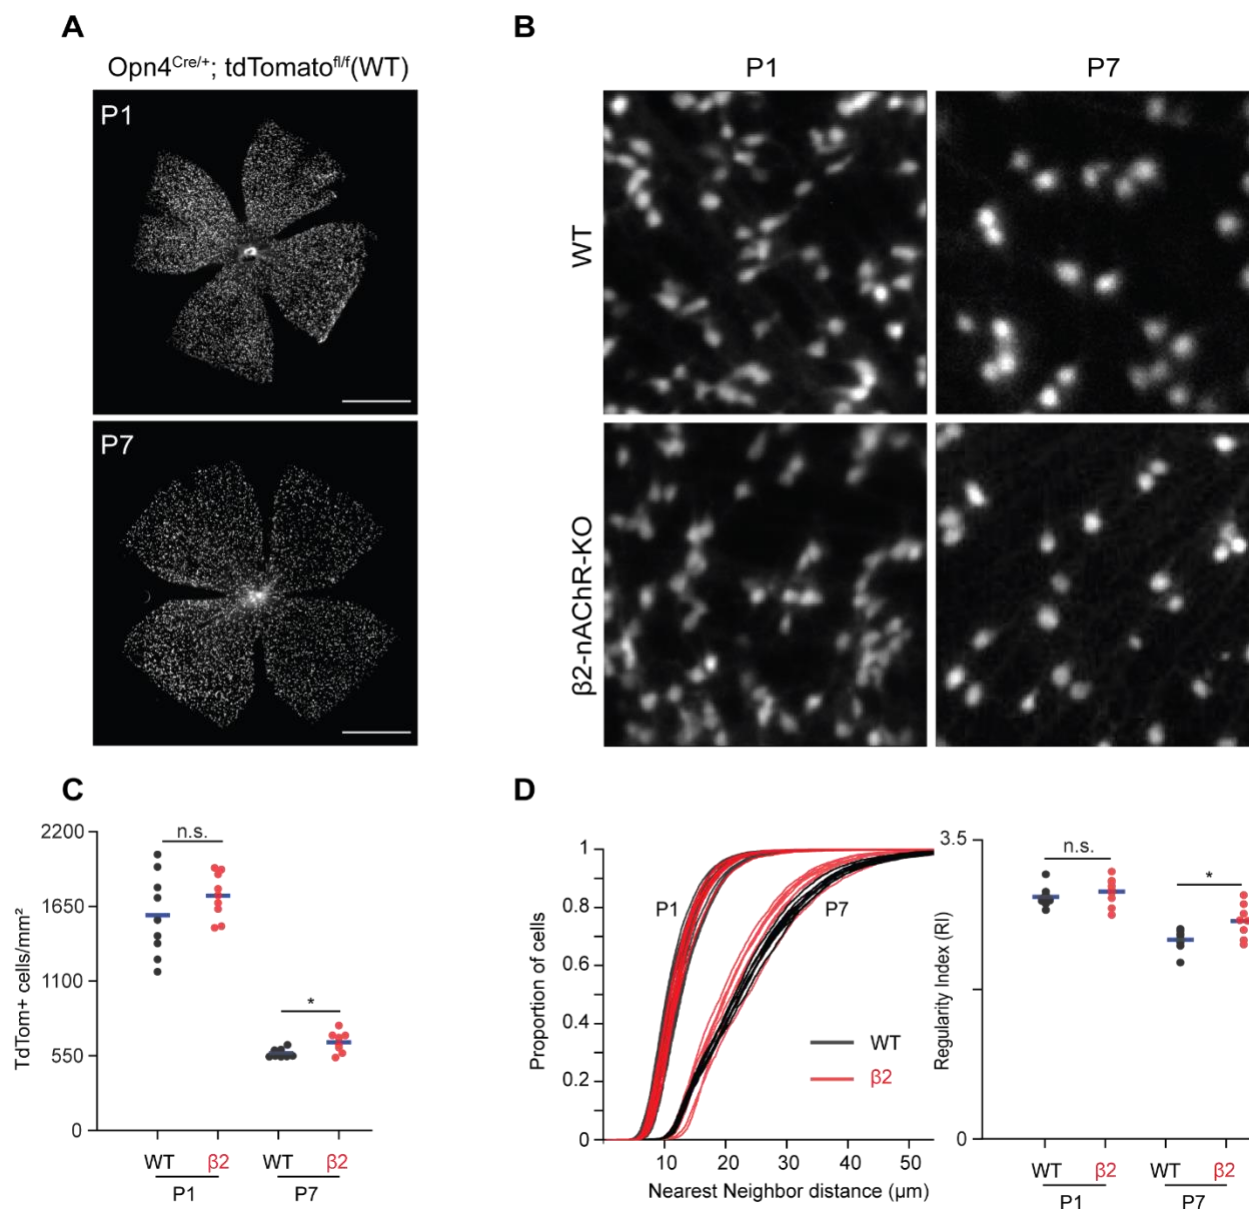 A
Opn4Cre/+; tdTomatofl/f(WT)
P1
P7
B
P1
P7
WT
β2-nAChR-KO
C
TdTom+ cells/mm²
2200
1650
1100
550
0
n.s.
*
WT
β2
WT
β2
P1
P7
D
Proportion of cells
1
0.8
0.6
0.4
0.2
0
P1
P7
WT
β2
10
20
30
40
50
Nearest Neighbor distance (μm)
Regularity Index (RI)
3.5
0
n.s.
*
WT
β2
WT
β2
P1
P7